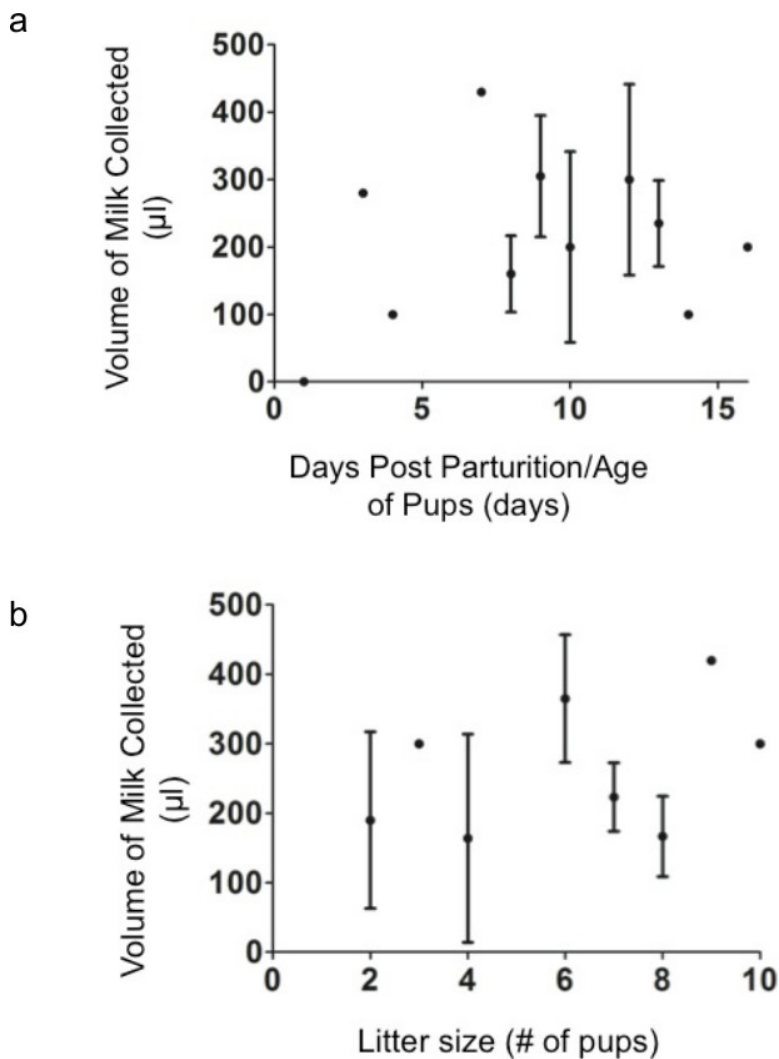 a
500
400
300
200
100
0
Volume of Milk Collected
(µl)
0 5 10 15
Days Post Parturition/Age
of Pups (days)
b
500
400
300
200
100
0
Volume of Milk Collected
(µl)
0 2 4 6 8 10
Litter size (# of pups)